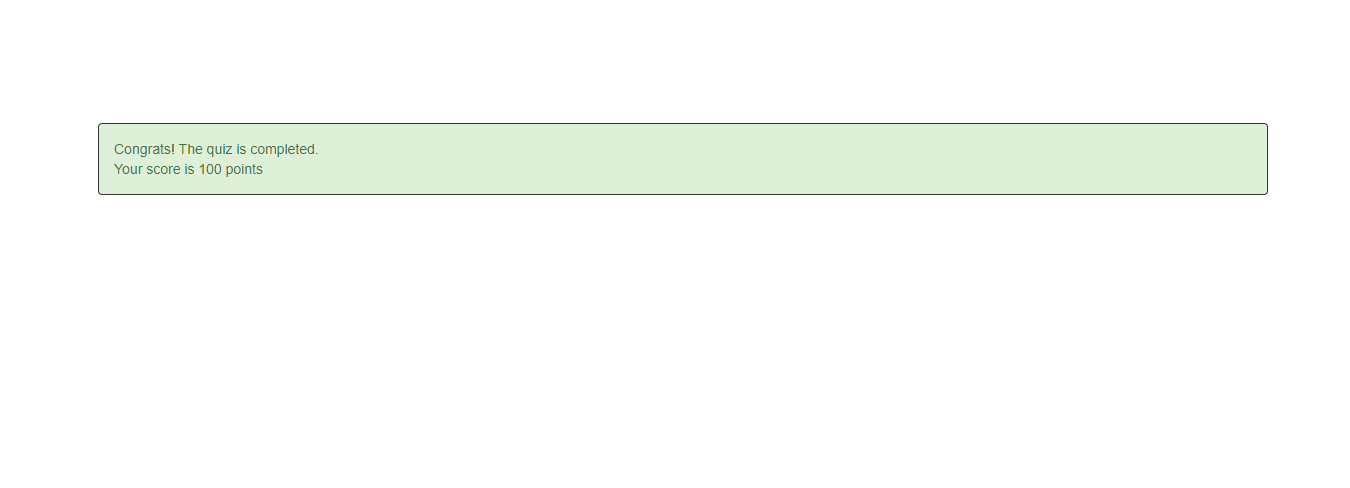 Congrats! The quiz is completed.
Your score is 100 points